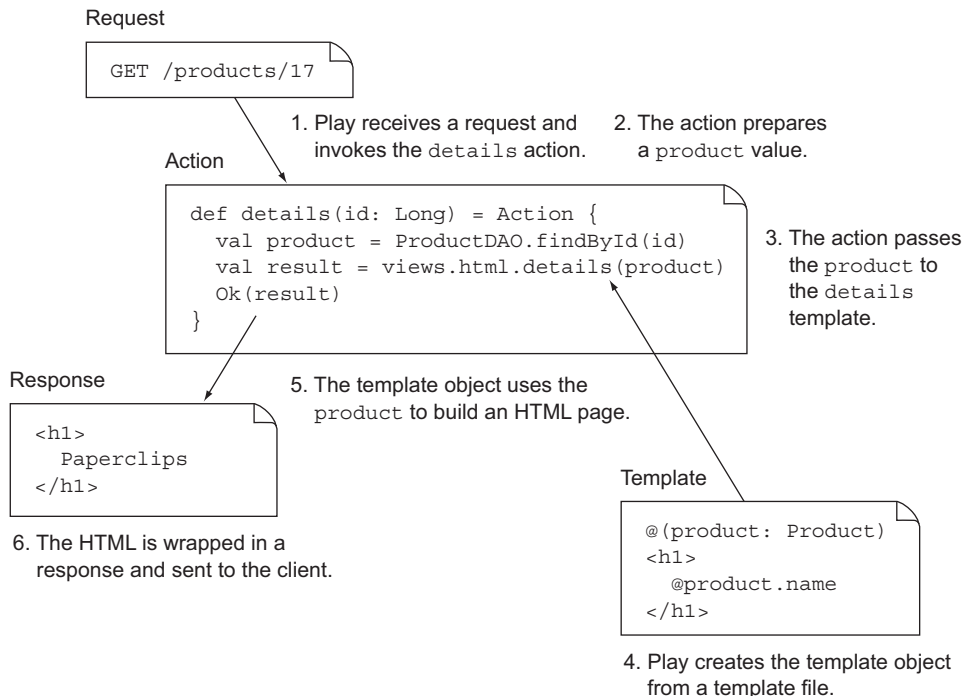 Request
GET /products/17
1. Play receives a request and
invokes the details action.
2. The action prepares
a product value.
Action
def details(id: Long) = Action {
  val product = ProductDAO.findById(id)
  val result = views.html.details(product)
  Ok(result)
}
3. The action passes
the product to
the details
template.
Response
<h1>
  Paperclips
</h1>
5. The template object uses the
product to build an HTML page.
6. The HTML is wrapped in a
response and sent to the client.
Template
@(product: Product)
<h1>
  @product.name
</h1>
4. Play creates the template object
from a template file.